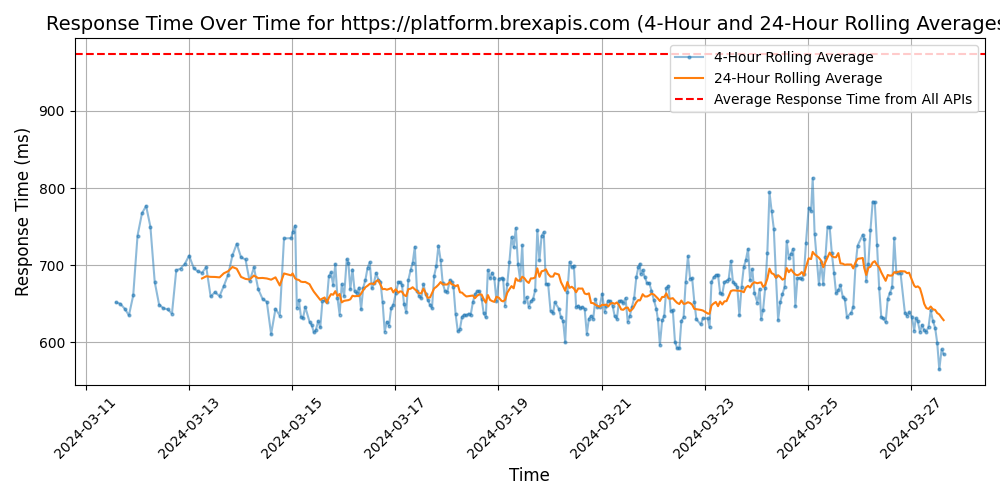 Response Time Over Time for https://platform.brexapis.com (4-Hour and 24-Hour Rolling Averages
4-Hour Rolling Average
24-Hour Rolling Average
Average Response Time from All APIs
Response Time (ms)
900
800
700
600
2024-03-11
2024-03-13
2024-03-15
2024-03-17
2024-03-19
2024-03-21
2024-03-23
2024-03-25
2024-03-27
Time